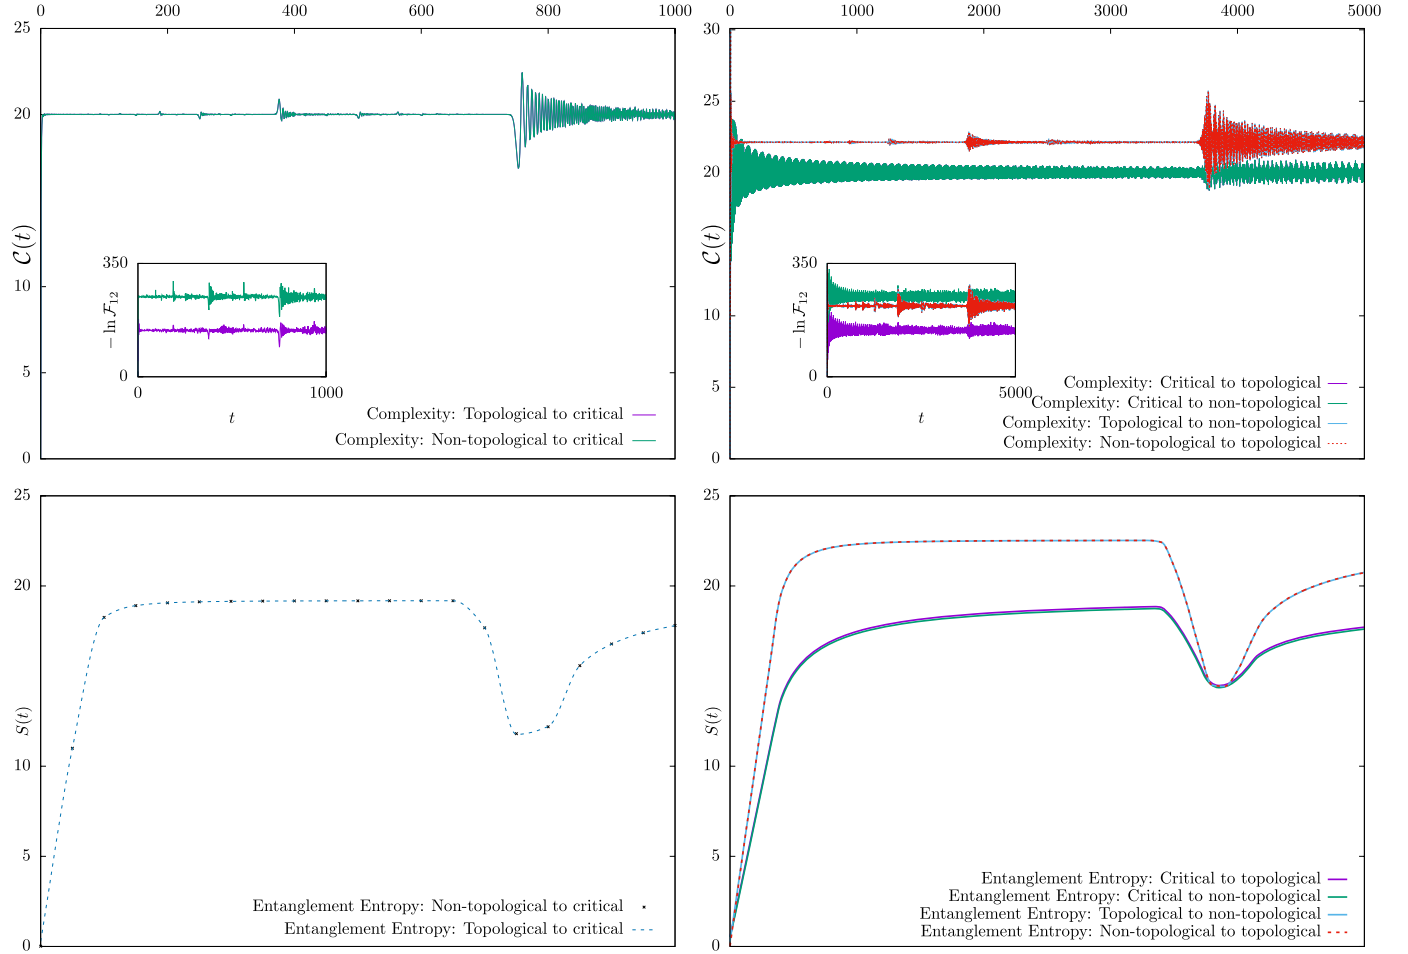 0 200 400 600 800 1000
25
20
10
5
0
C(t)
350
0
− ln F₁₂
0 1000
t
Complexity: Topological to critical
Complexity: Non-topological to critical
0 1000 2000 3000 4000 5000
30
25
20
10
5
0
C(t)
350
0
− ln F₁₂
0 5000
t
Complexity: Critical to topological
Complexity: Critical to non-topological
Complexity: Topological to non-topological
Complexity: Non-topological to topological
25
20
10
5
0
S(t)
Entanglement Entropy: Non-topological to critical
Entanglement Entropy: Topological to critical
25
20
10
5
0
S(t)
Entanglement Entropy: Critical to topological
Entanglement Entropy: Critical to non-topological
Entanglement Entropy: Topological to non-topological
Entanglement Entropy: Non-topological to topological